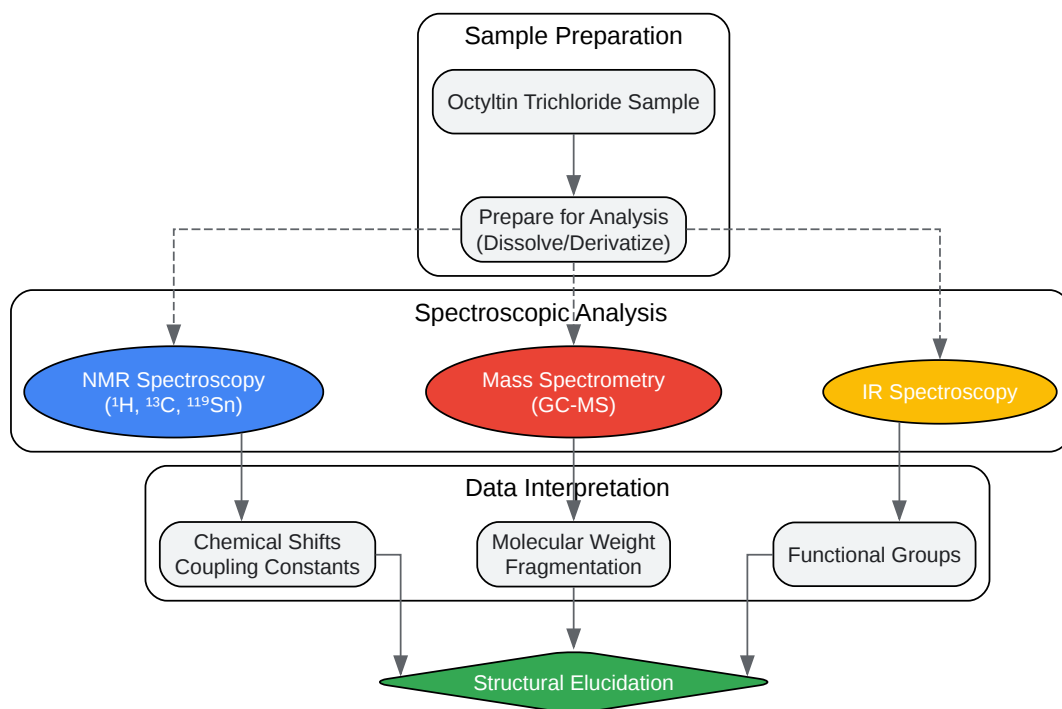 Sample Preparation
Octyltin Trichloride Sample
Prepare for Analysis
(Dissolve/Derivatize)
Spectroscopic Analysis
NMR Spectroscopy
(¹H, ¹³C, ¹¹⁹Sn)
Mass Spectrometry
(GC-MS)
IR Spectroscopy
Data Interpretation
Chemical Shifts
Coupling Constants
Molecular Weight
Fragmentation
Functional Groups
Structural Elucidation